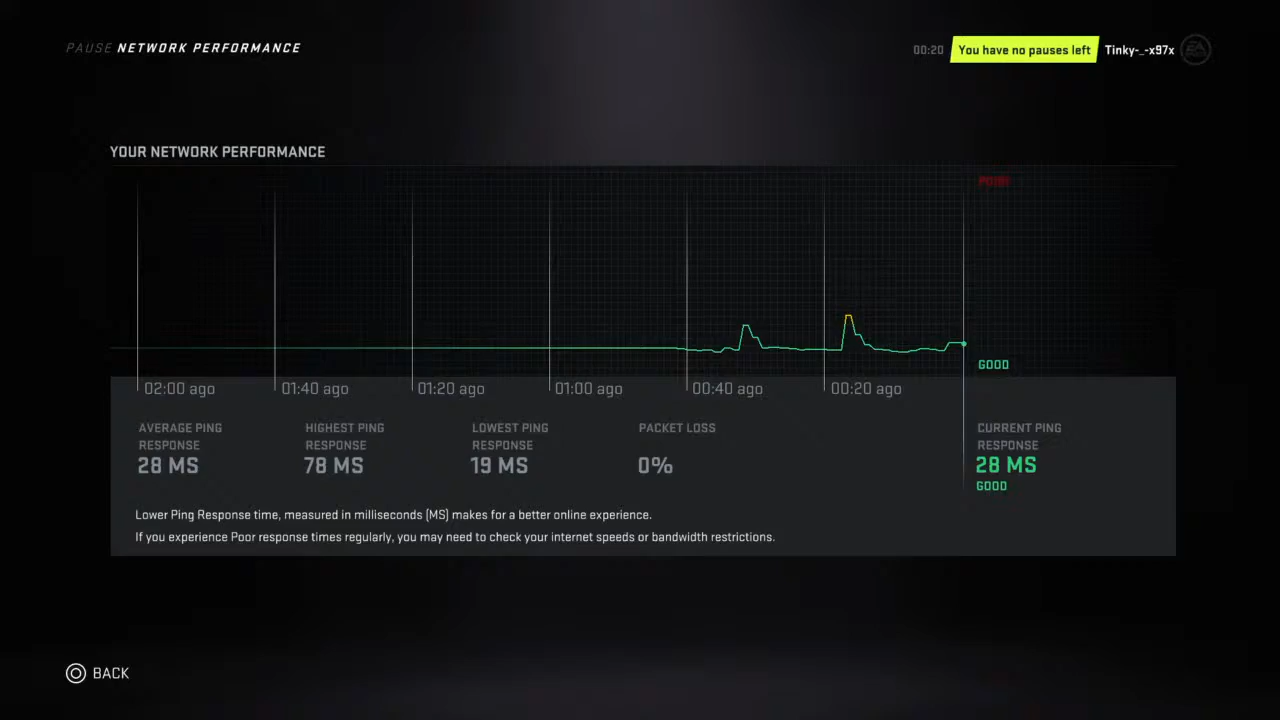 PAUSE NETWORK PERFORMANCE
00:20 You have no pauses left Tinky-_-x97x EA
YOUR NETWORK PERFORMANCE
POOR
GOOD
02:00 ago 01:40 ago 01:20 ago 01:00 ago 00:40 ago 00:20 ago
AVERAGE PING RESPONSE
28 MS
HIGHEST PING RESPONSE
78 MS
LOWEST PING RESPONSE
19 MS
PACKET LOSS
0%
CURRENT PING RESPONSE
28 MS
GOOD
Lower Ping Response time, measured in milliseconds (MS) makes for a better online experience.
If you experience Poor response times regularly, you may need to check your internet speeds or bandwidth restrictions.
BACK